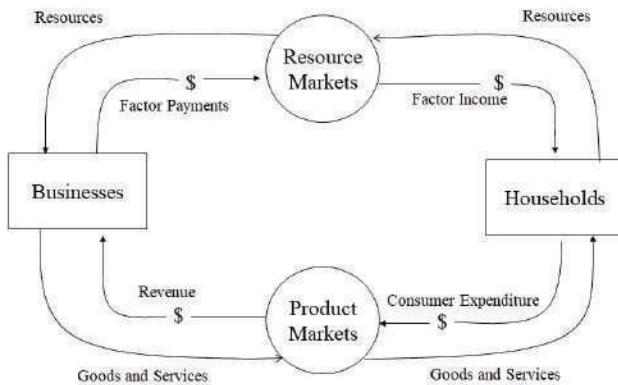 Resources
Resources
Resource
Markets
$
$
Factor Payments
Factor Income
Businesses
Households
Revenue
Consumer Expenditure
Product
Markets
$
$
Goods and Services
Goods and Services